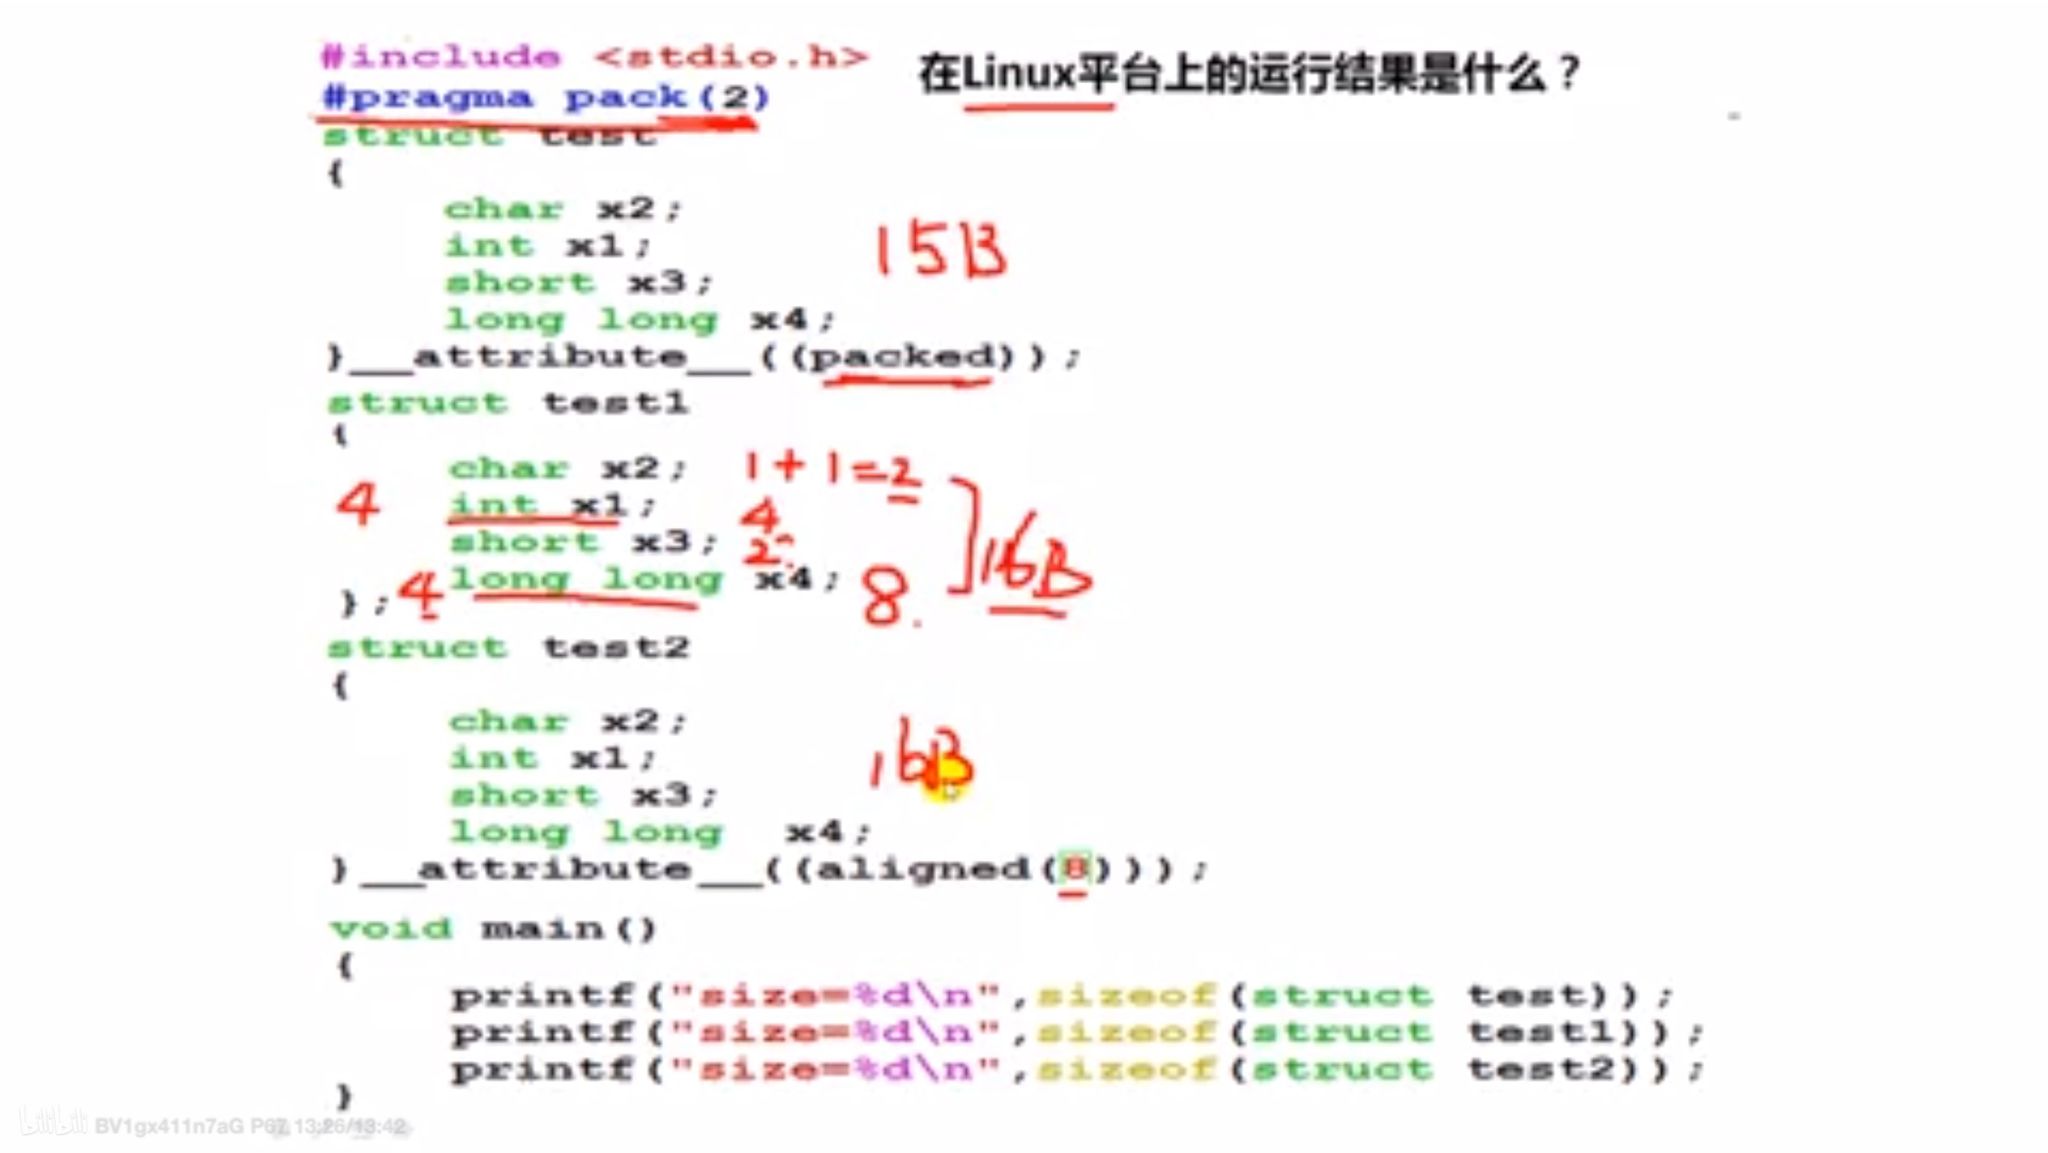 #include <stdio.h> 在Linux平台上的运行结果是什么？
#pragma pack(2)
struct test
{
char x2;
int x1; 15B
short x3;
long long x4;
}__attribute__((packed));
struct test1
{
char x2; 1+1=2
4 int x1; 4
short x3; 2
long long x4; 8 16B
}; 4
struct test2
{
char x2;
int x1; 16B
short x3;
long long x4;
}__attribute__((aligned(8)));
void main()
{
printf("size=%d\n",sizeof(struct test));
printf("size=%d\n",sizeof(struct test1));
printf("size=%d\n",sizeof(struct test2));
}
bilibili BV1gx411n7aG P67 13:26/13:42